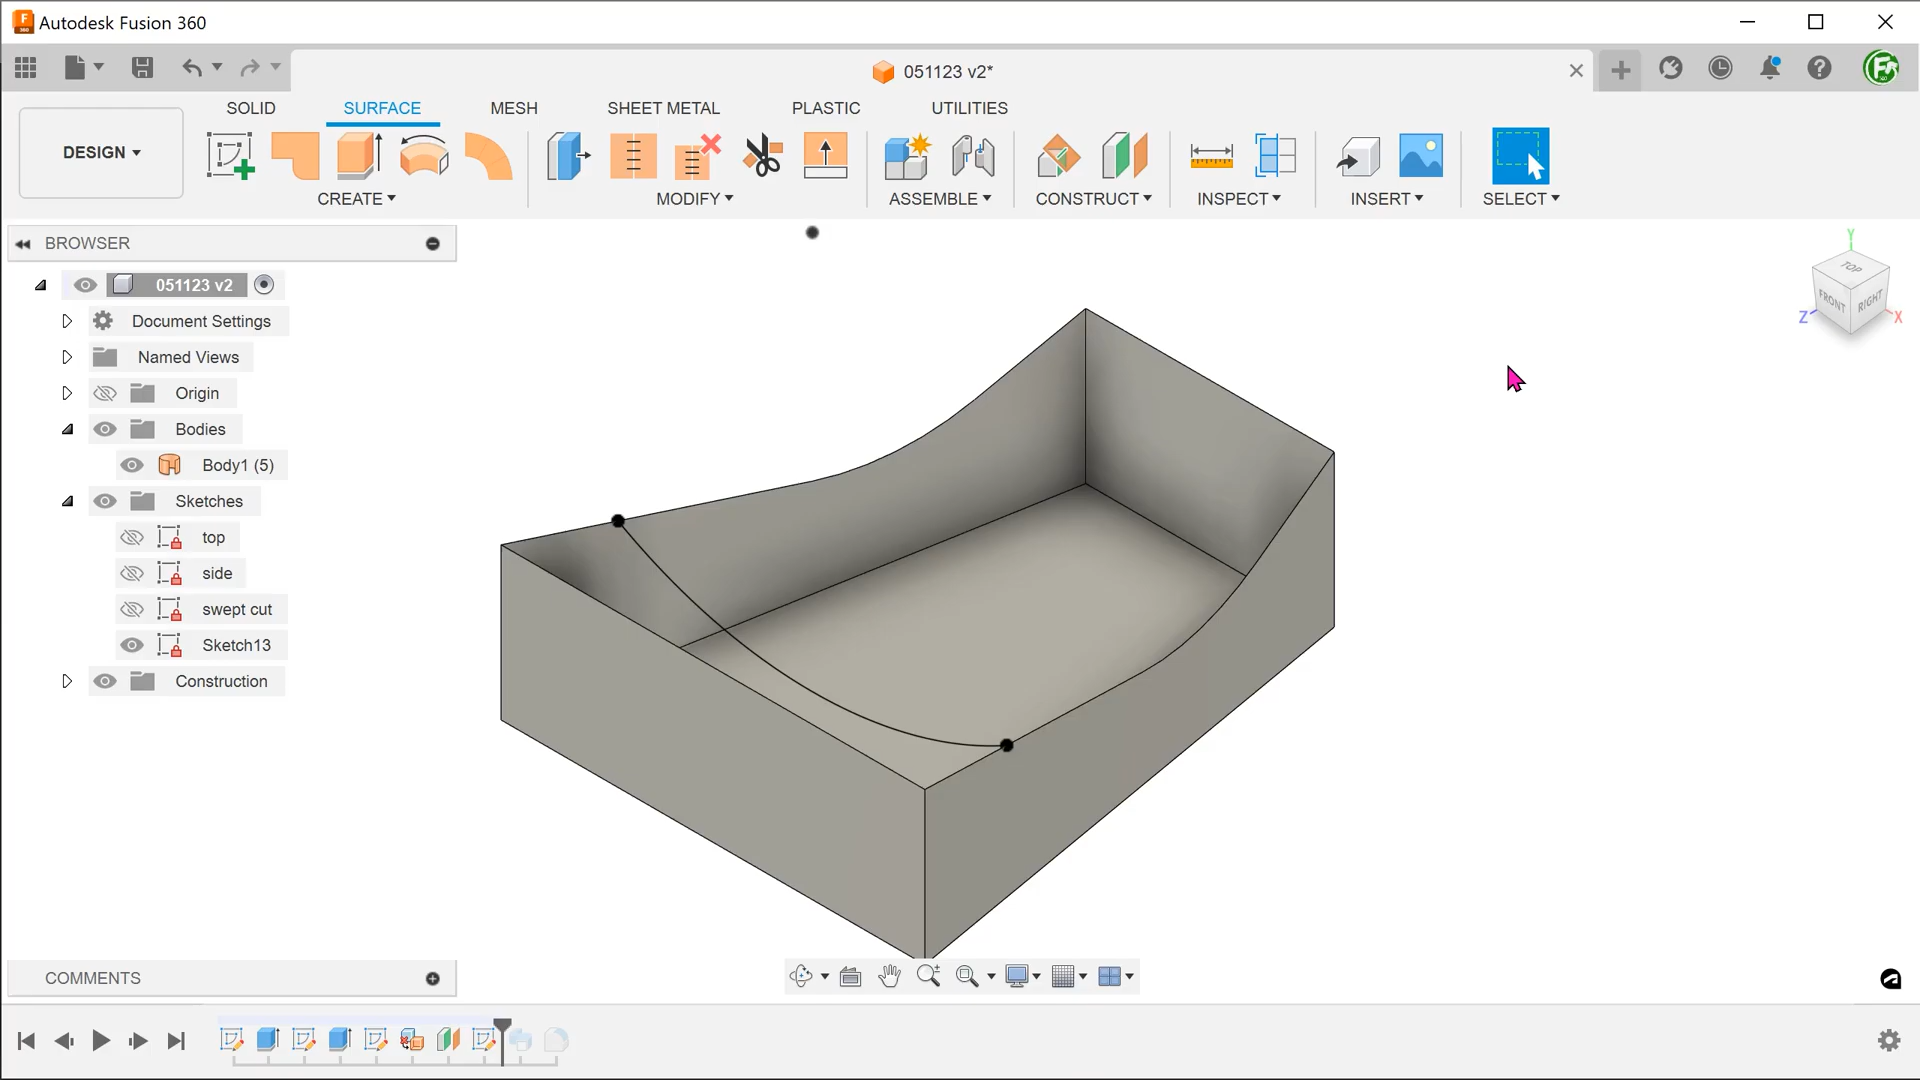 Autodesk Fusion 360
051123 v2*
SOLID SURFACE MESH SHEET METAL PLASTIC UTILITIES
DESIGN
CREATE MODIFY ASSEMBLE CONSTRUCT INSPECT INSERT SELECT
BROWSER
051123 v2
Document Settings
Named Views
Origin
Bodies
Body1 (5)
Sketches
top
side
swept cut
Sketch13
Construction
Y
TOP
FRONT
RIGHT
Z
X
COMMENTS